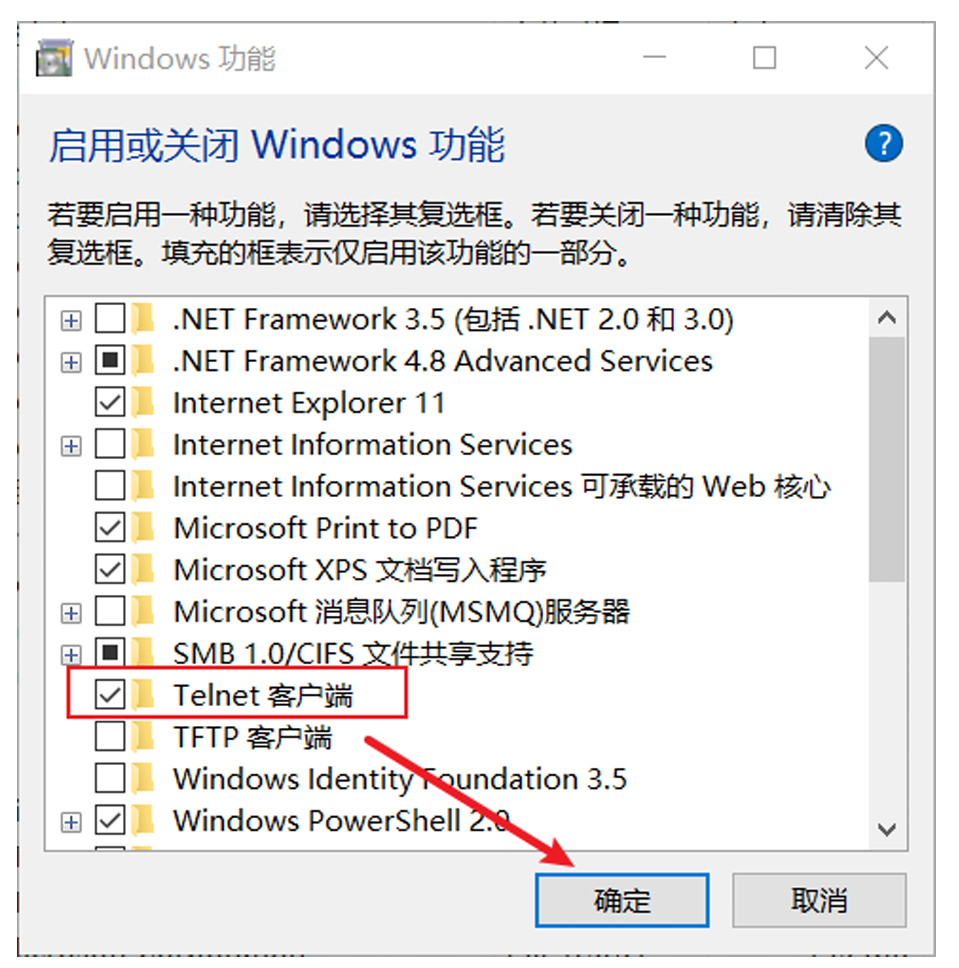 Windows 功能
启用或关闭 Windows 功能
?
若要启用一种功能，请选择其复选框。若要关闭一种功能，请清除其
复选框。填充的框表示仅启用该功能的一部分。
.NET Framework 3.5 (包括 .NET 2.0 和 3.0)
.NET Framework 4.8 Advanced Services
Internet Explorer 11
Internet Information Services
Internet Information Services 可承载的 Web 核心
Microsoft Print to PDF
Microsoft XPS 文档写入程序
Microsoft 消息队列(MSMQ)服务器
SMB 1.0/CIFS 文件共享支持
Telnet 客户端
TFTP 客户端
Windows Identity Foundation 3.5
Windows PowerShell 2.0
确定 取消